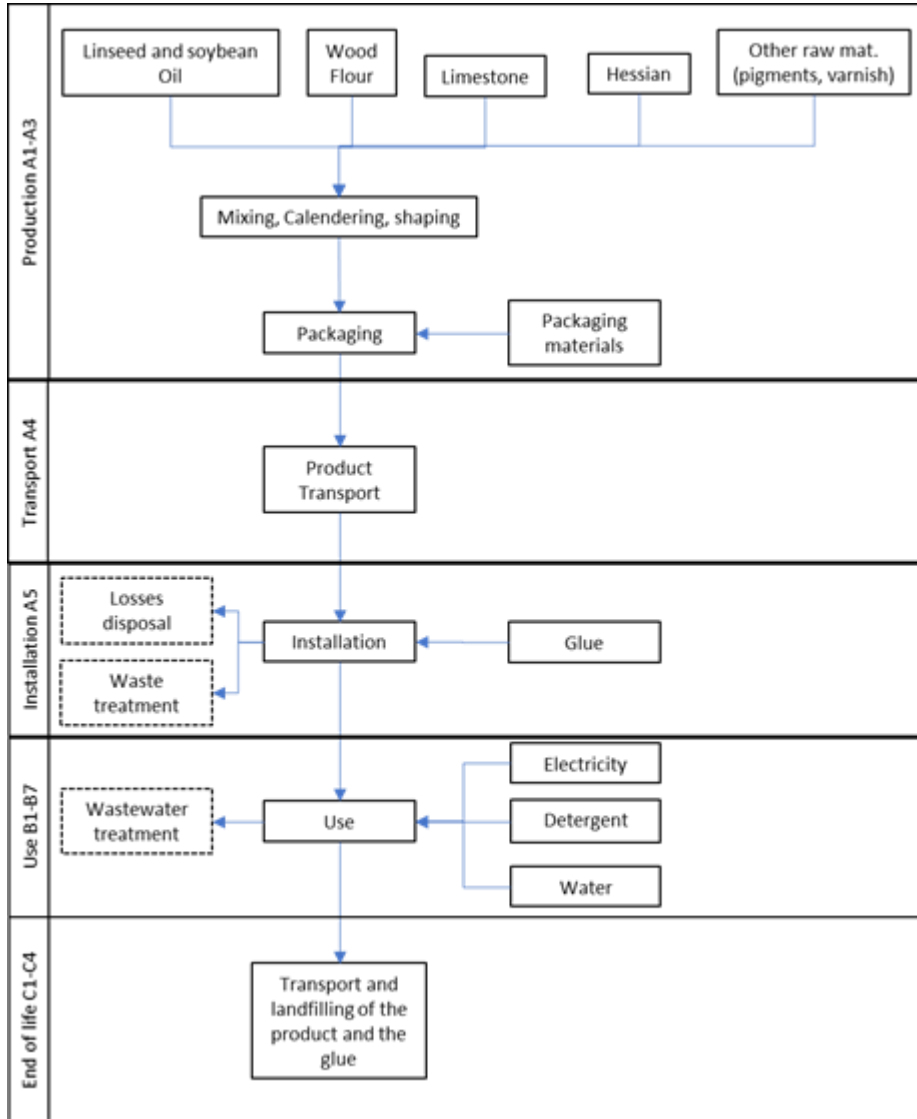 Production A1-A3
Linseed and soybean
Oil
Wood
Flour
Limestone
Hessian
Other raw mat.
(pigments, varnish)
Mixing, Calendering, shaping
Packaging
Packaging
materials
Transport A4
Product
Transport
Installation A5
Losses
disposal
Waste
treatment
Installation
Glue
Use B1-B7
Wastewater
treatment
Use
Electricity
Detergent
Water
End of life C1-C4
Transport and
landfilling of the
product and the
glue